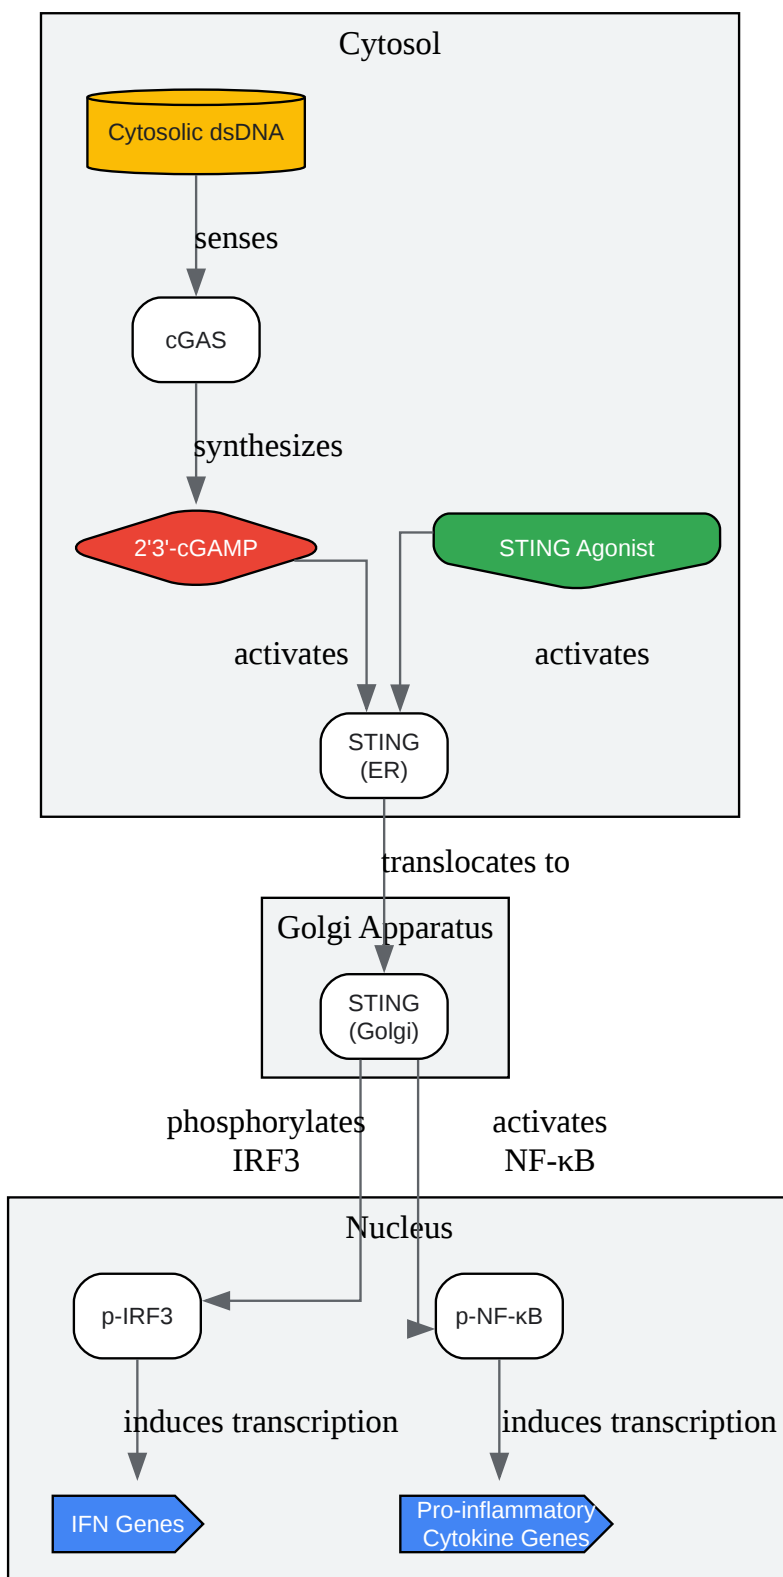 Cytosol
Cytosolic dsDNA
senses
cGAS
synthesizes
2'3'-cGAMP
STING Agonist
activates
activates
STING
(ER)
translocates to
Golgi Apparatus
STING
(Golgi)
phosphorylates
IRF3
activates
NF-κB
Nucleus
p-IRF3
p-NF-κB
induces transcription
induces transcription
IFN Genes
Pro-inflammatory
Cytokine Genes